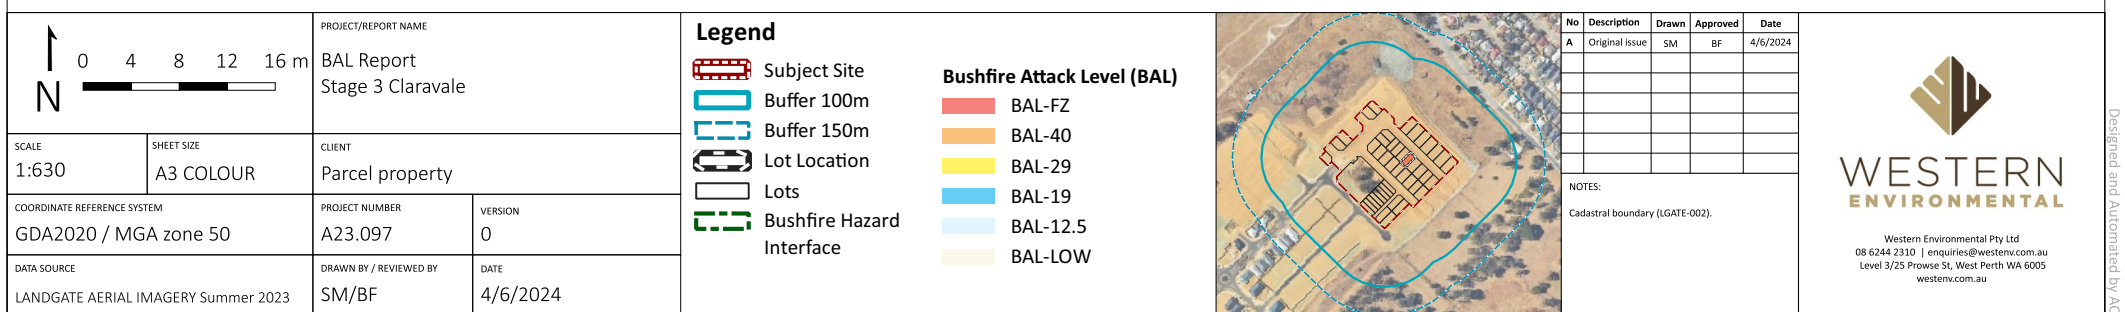 0 4 8 12 16 m
N
PROJECT/REPORT NAME
BAL Report
Stage 3 Claravale
SCALE
1:630
SHEET SIZE
A3 COLOUR
CLIENT
Parcel property
COORDINATE REFERENCE SYSTEM
GDA2020 / MGA zone 50
PROJECT NUMBER
A23.097
VERSION
0
DATA SOURCE
LANDGATE AERIAL IMAGERY Summer 2023
DRAWN BY / REVIEWED BY
SM/BF
DATE
4/6/2024
Legend
Subject Site
Buffer 100m
Buffer 150m
Lot Location
Lots
Bushfire Hazard
Interface
Bushfire Attack Level (BAL)
BAL-FZ
BAL-40
BAL-29
BAL-19
BAL-12.5
BAL-LOW
No Description Drawn Approved Date
A Original issue SM BF 4/6/2024
NOTES:
Cadastral boundary (LGATE-002).
WESTERN
ENVIRONMENTAL
Western Environmental Pty Ltd
08 6244 2310 | enquiries@westenv.com.au
Level 3/25 Prowse St, West Perth WA 6005
westenv.com.au
Designed and Automated by AC